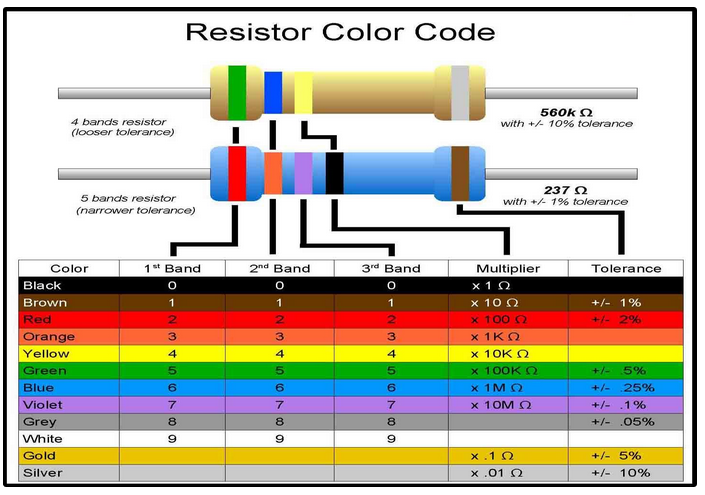 Resistor Color Code
4 bands resistor
(looser tolerance)
560k Ω
with +/- 10% tolerance
5 bands resistor
(narrower tolerance)
237 Ω
with +/- 1% tolerance
Color 1st Band 2nd Band 3rd Band Multiplier Tolerance
Black 0 0 0 x 1 Ω
Brown 1 1 1 x 10 Ω +/- 1%
Red 2 2 2 x 100 Ω +/- 2%
Orange 3 3 3 x 1K Ω
Yellow 4 4 4 x 10K Ω
Green 5 5 5 x 100K Ω +/- .5%
Blue 6 6 6 x 1M Ω +/- .25%
Violet 7 7 7 x 10M Ω +/- .1%
Grey 8 8 8 +/- .05%
White 9 9 9
Gold x .1 Ω +/- 5%
Silver x .01 Ω +/- 10%